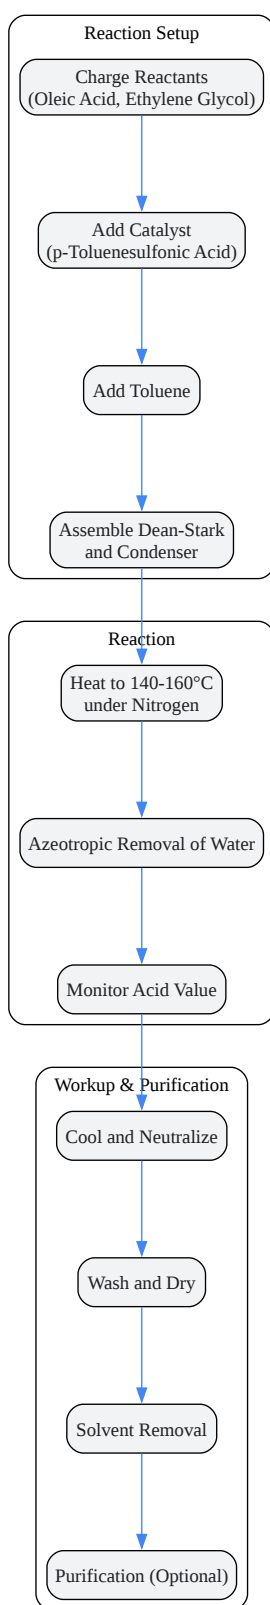 Reaction Setup
Charge Reactants
(Oleic Acid, Ethylene Glycol)
Add Catalyst
(p-Toluenesulfonic Acid)
Add Toluene
Assemble Dean-Stark
and Condenser
Reaction
Heat to 140-160°C
under Nitrogen
Azeotropic Removal of Water
Monitor Acid Value
Workup & Purification
Cool and Neutralize
Wash and Dry
Solvent Removal
Purification (Optional)